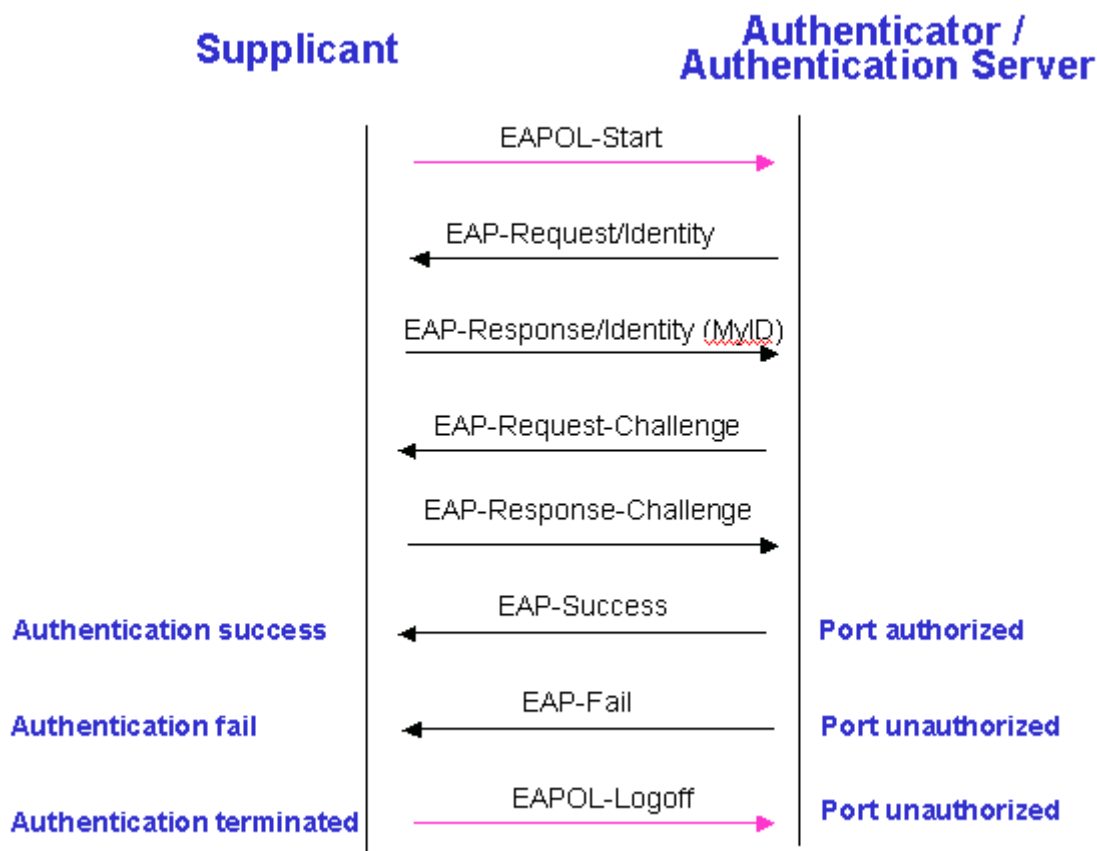 Supplicant
Authenticator /
Authentication Server
EAPOL-Start
EAP-Request/Identity
EAP-Response/Identity (MyID)
EAP-Request-Challenge
EAP-Response-Challenge
EAP-Success
Authentication success
Port authorized
EAP-Fail
Authentication fail
Port unauthorized
EAPOL-Logoff
Authentication terminated
Port unauthorized